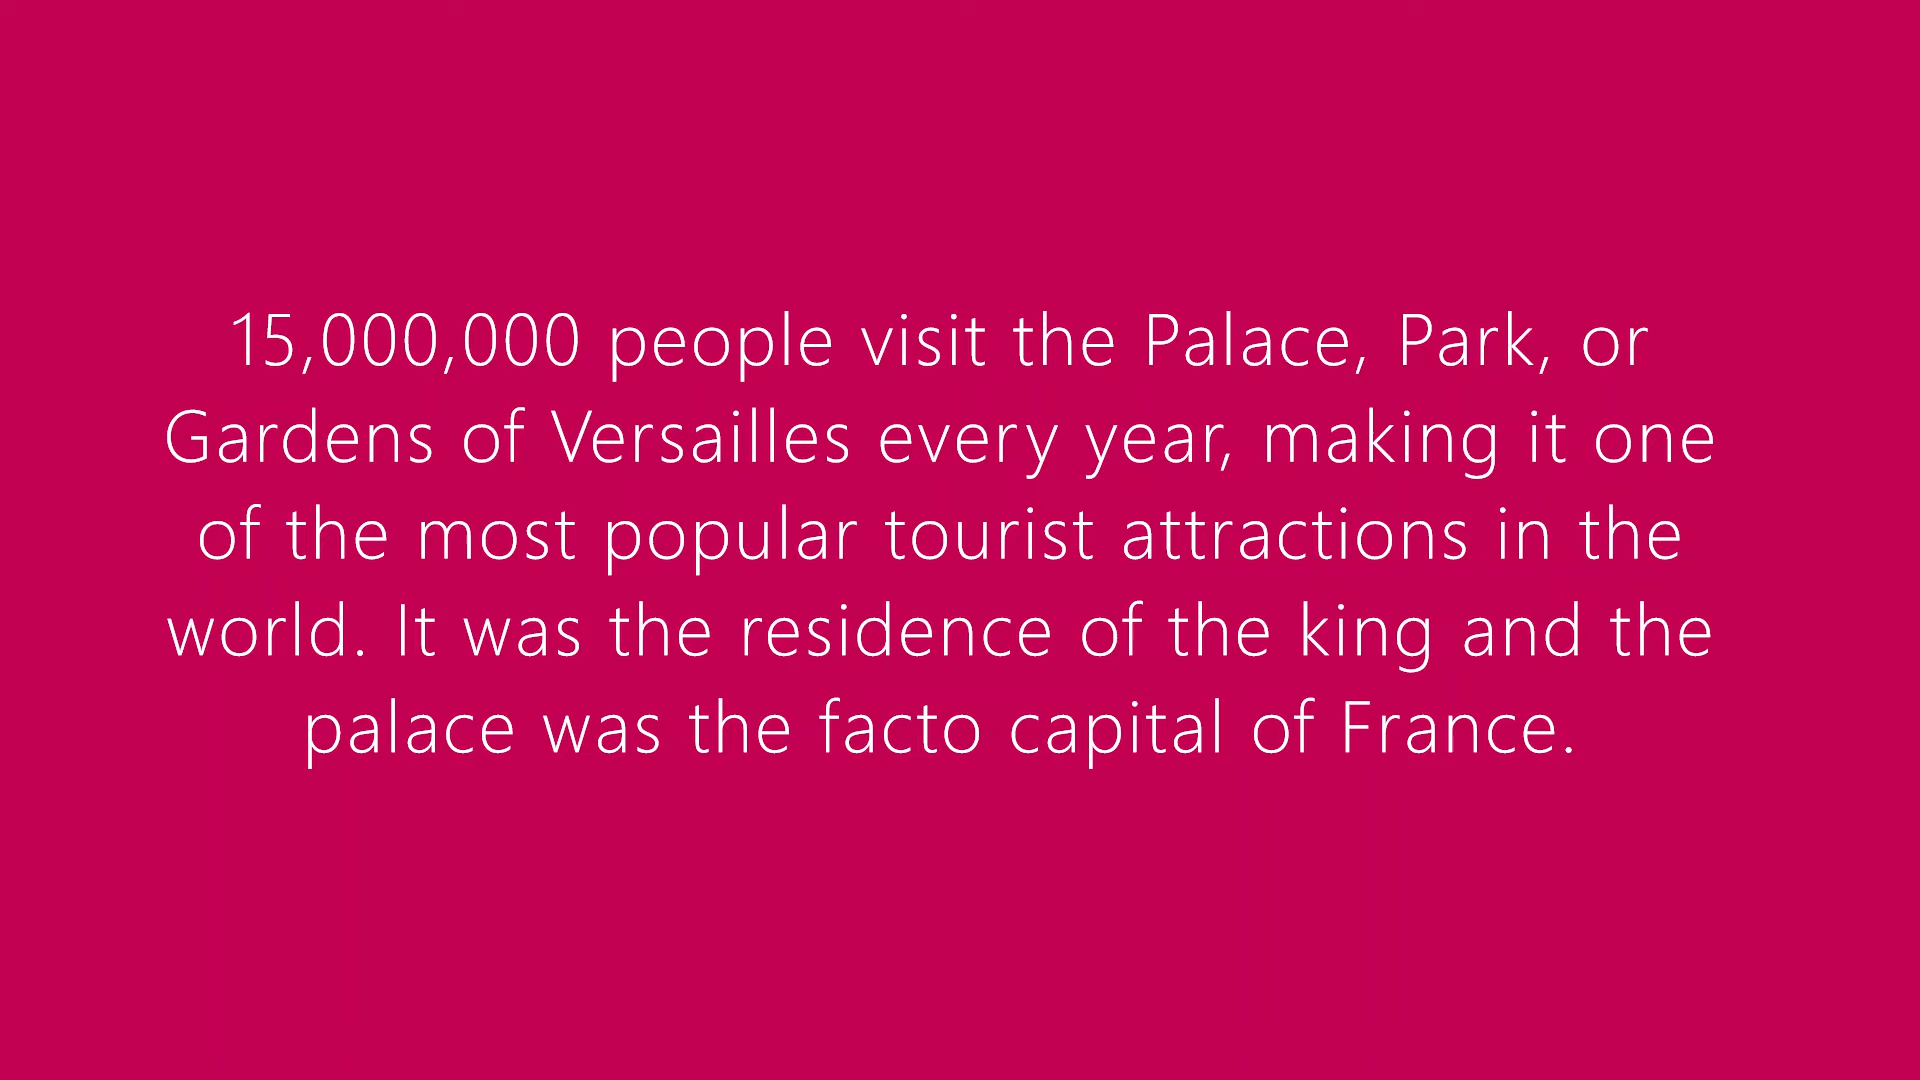 15,000,000 people visit the Palace, Park, or
Gardens of Versailles every year, making it one
of the most popular tourist attractions in the
world. It was the residence of the king and the
palace was the facto capital of France.